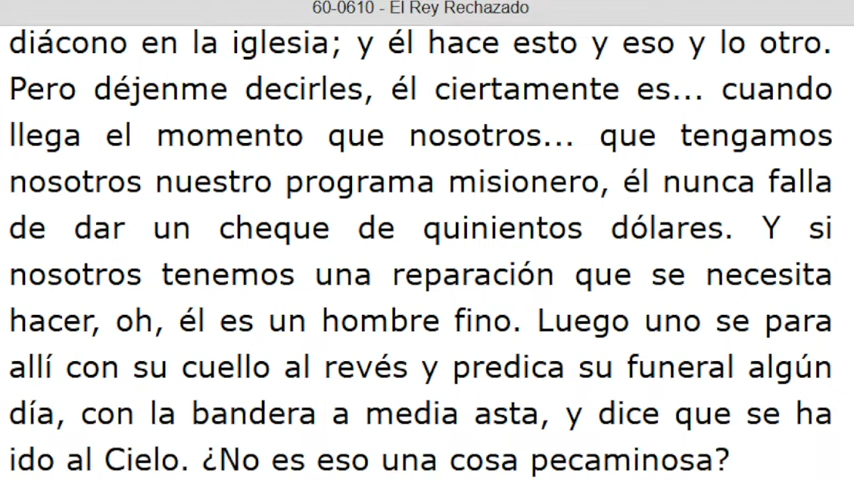 60-0610 - El Rey Rechazado
diácono en la iglesia; y él hace esto y eso y lo otro.
Pero déjenme decirles, él ciertamente es... cuando
llega el momento que nosotros... que tengamos
nosotros nuestro programa misionero, él nunca falla
de dar un cheque de quinientos dólares. Y si
nosotros tenemos una reparación que se necesita
hacer, oh, él es un hombre fino. Luego uno se para
allí con su cuello al revés y predica su funeral algún
día, con la bandera a media asta, y dice que se ha
ido al Cielo. ¿No es eso una cosa pecaminosa?